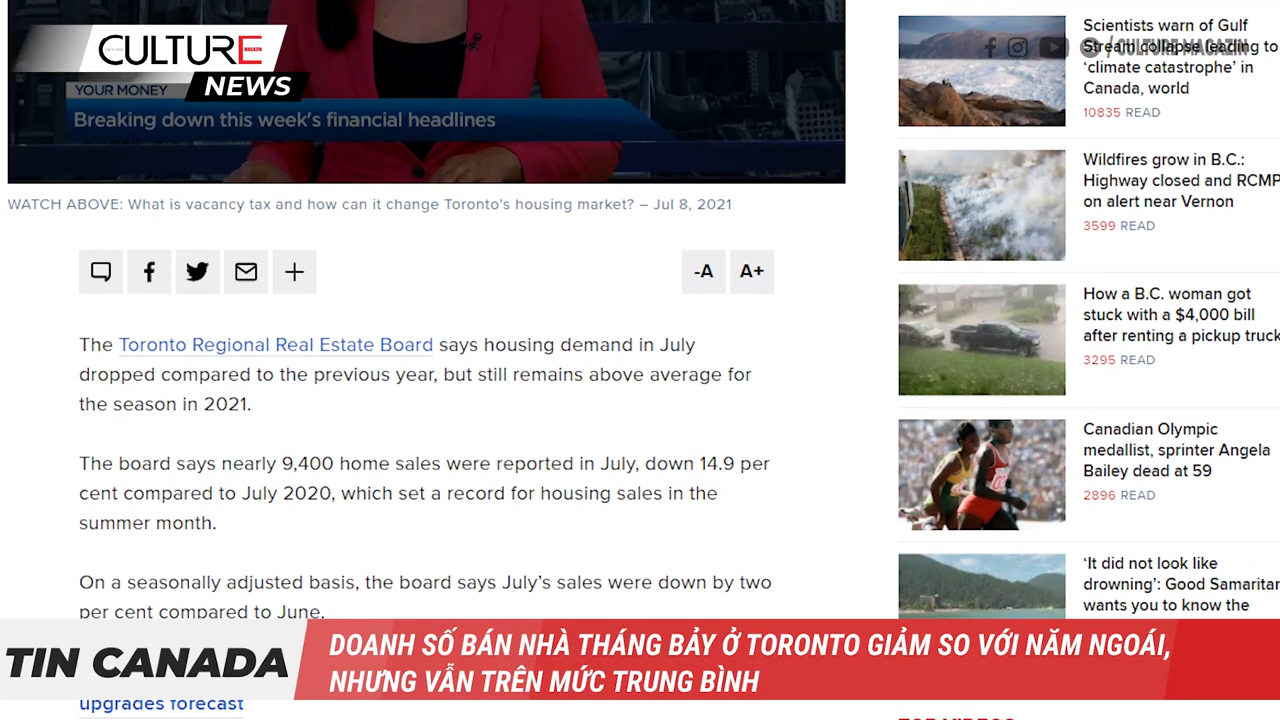 CULTURE
MAGAZIN
NEWS
YOUR MONEY
Breaking down this week's financial headlines
WATCH ABOVE: What is vacancy tax and how can it change Toronto's housing market? – Jul 8, 2021
-A A+
The Toronto Regional Real Estate Board says housing demand in July
dropped compared to the previous year, but still remains above average for
the season in 2021.
The board says nearly 9,400 home sales were reported in July, down 14.9 per
cent compared to July 2020, which set a record for housing sales in the
summer month.
On a seasonally adjusted basis, the board says July's sales were down by two
per cent compared to June.
upgrades forecast
/ CULTURE MAGAZIN
Scientists warn of Gulf
Stream collapse leading to
'climate catastrophe' in
Canada, world
10835 READ
Wildfires grow in B.C.:
Highway closed and RCMP
on alert near Vernon
3599 READ
How a B.C. woman got
stuck with a $4,000 bill
after renting a pickup truck
3295 READ
Canadian Olympic
medallist, sprinter Angela
Bailey dead at 59
2896 READ
'It did not look like
drowning': Good Samaritan
wants you to know the
TIN CANADA
DOANH SỐ BÁN NHÀ THÁNG BẢY Ở TORONTO GIẢM SO VỚI NĂM NGOÁI,
NHƯNG VẪN TRÊN MỨC TRUNG BÌNH